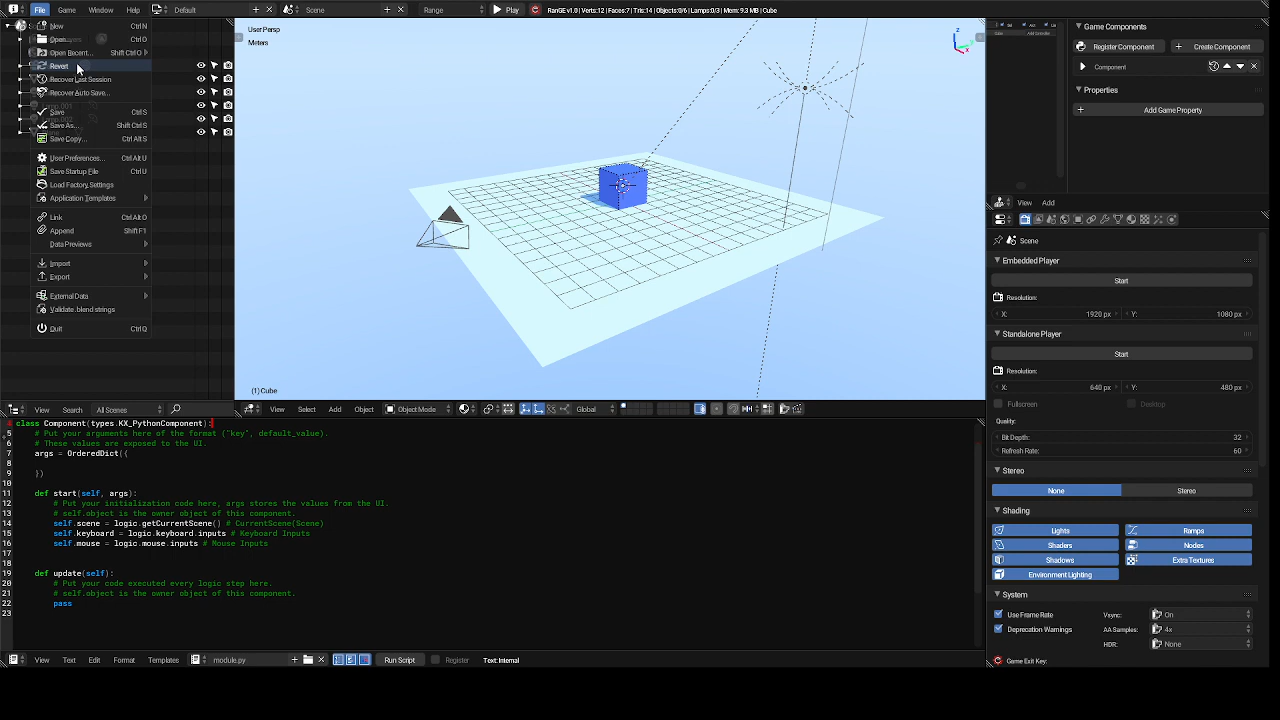 File Game Window Help Default Scene Range Play RanGE v1.0 | Verts:12 | Faces:7 | Tris:14 | Objects:0/6 | Lamps:0/3 | Mem: 9.3 MB | Cube
New Ctrl N
Open... Ctrl O
Open Recent... Shift Ctrl O
Revert
Recover Last Session
Recover Auto Save...
Save Ctrl S
Save As... Shift Ctrl S
Save Copy... Ctrl Alt S
User Preferences... Ctrl Alt U
Save Startup File Ctrl U
Load Factory Settings
Application Templates
Link Ctrl Alt O
Append Shift F1
Data Previews
Import
Export
External Data
Validate .blend strings
Quit Ctrl Q
View Search All Scenes
User Persp
Meters
Z
(1) Cube
View Select Add Object Object Mode Global
4 class Component(types.KX_PythonComponent):
5 # Put your arguments here of the format ("key", default_value).
6 # These values are exposed to the UI.
7 args = OrderedDict({
8
9 })
10
11 def start(self, args):
12 # Put your initialization code here, args stores the values from the UI.
13 # self.object is the owner object of this component.
14 self.scene = logic.getCurrentScene() # CurrentScene(Scene)
15 self.keyboard = logic.keyboard.inputs # Keyboard Inputs
16 self.mouse = logic.mouse.inputs # Mouse Inputs
17
18
19 def update(self):
20 # Put your code executed every logic step here.
21 # self.object is the owner object of this component.
22 pass
23
View Text Edit Format Templates module.py Run Script Register Text: Internal
Game Components
Register Component Create Component
Component
Properties
Add Game Property
View Add
Scene
Embedded Player
Start
Resolution:
X: 1920 px Y: 1080 px
Standalone Player
Start
Resolution:
X: 640 px Y: 480 px
Fullscreen Desktop
Quality:
Bit Depth: 32
Refresh Rate: 60
Stereo
None Stereo
Shading
Lights Ramps
Shaders Nodes
Shadows Extra Textures
Environment Lighting
System
Use Frame Rate Vsync: On
Deprecation Warnings AA Samples: 4x
HDR: None
Game Exit Key: